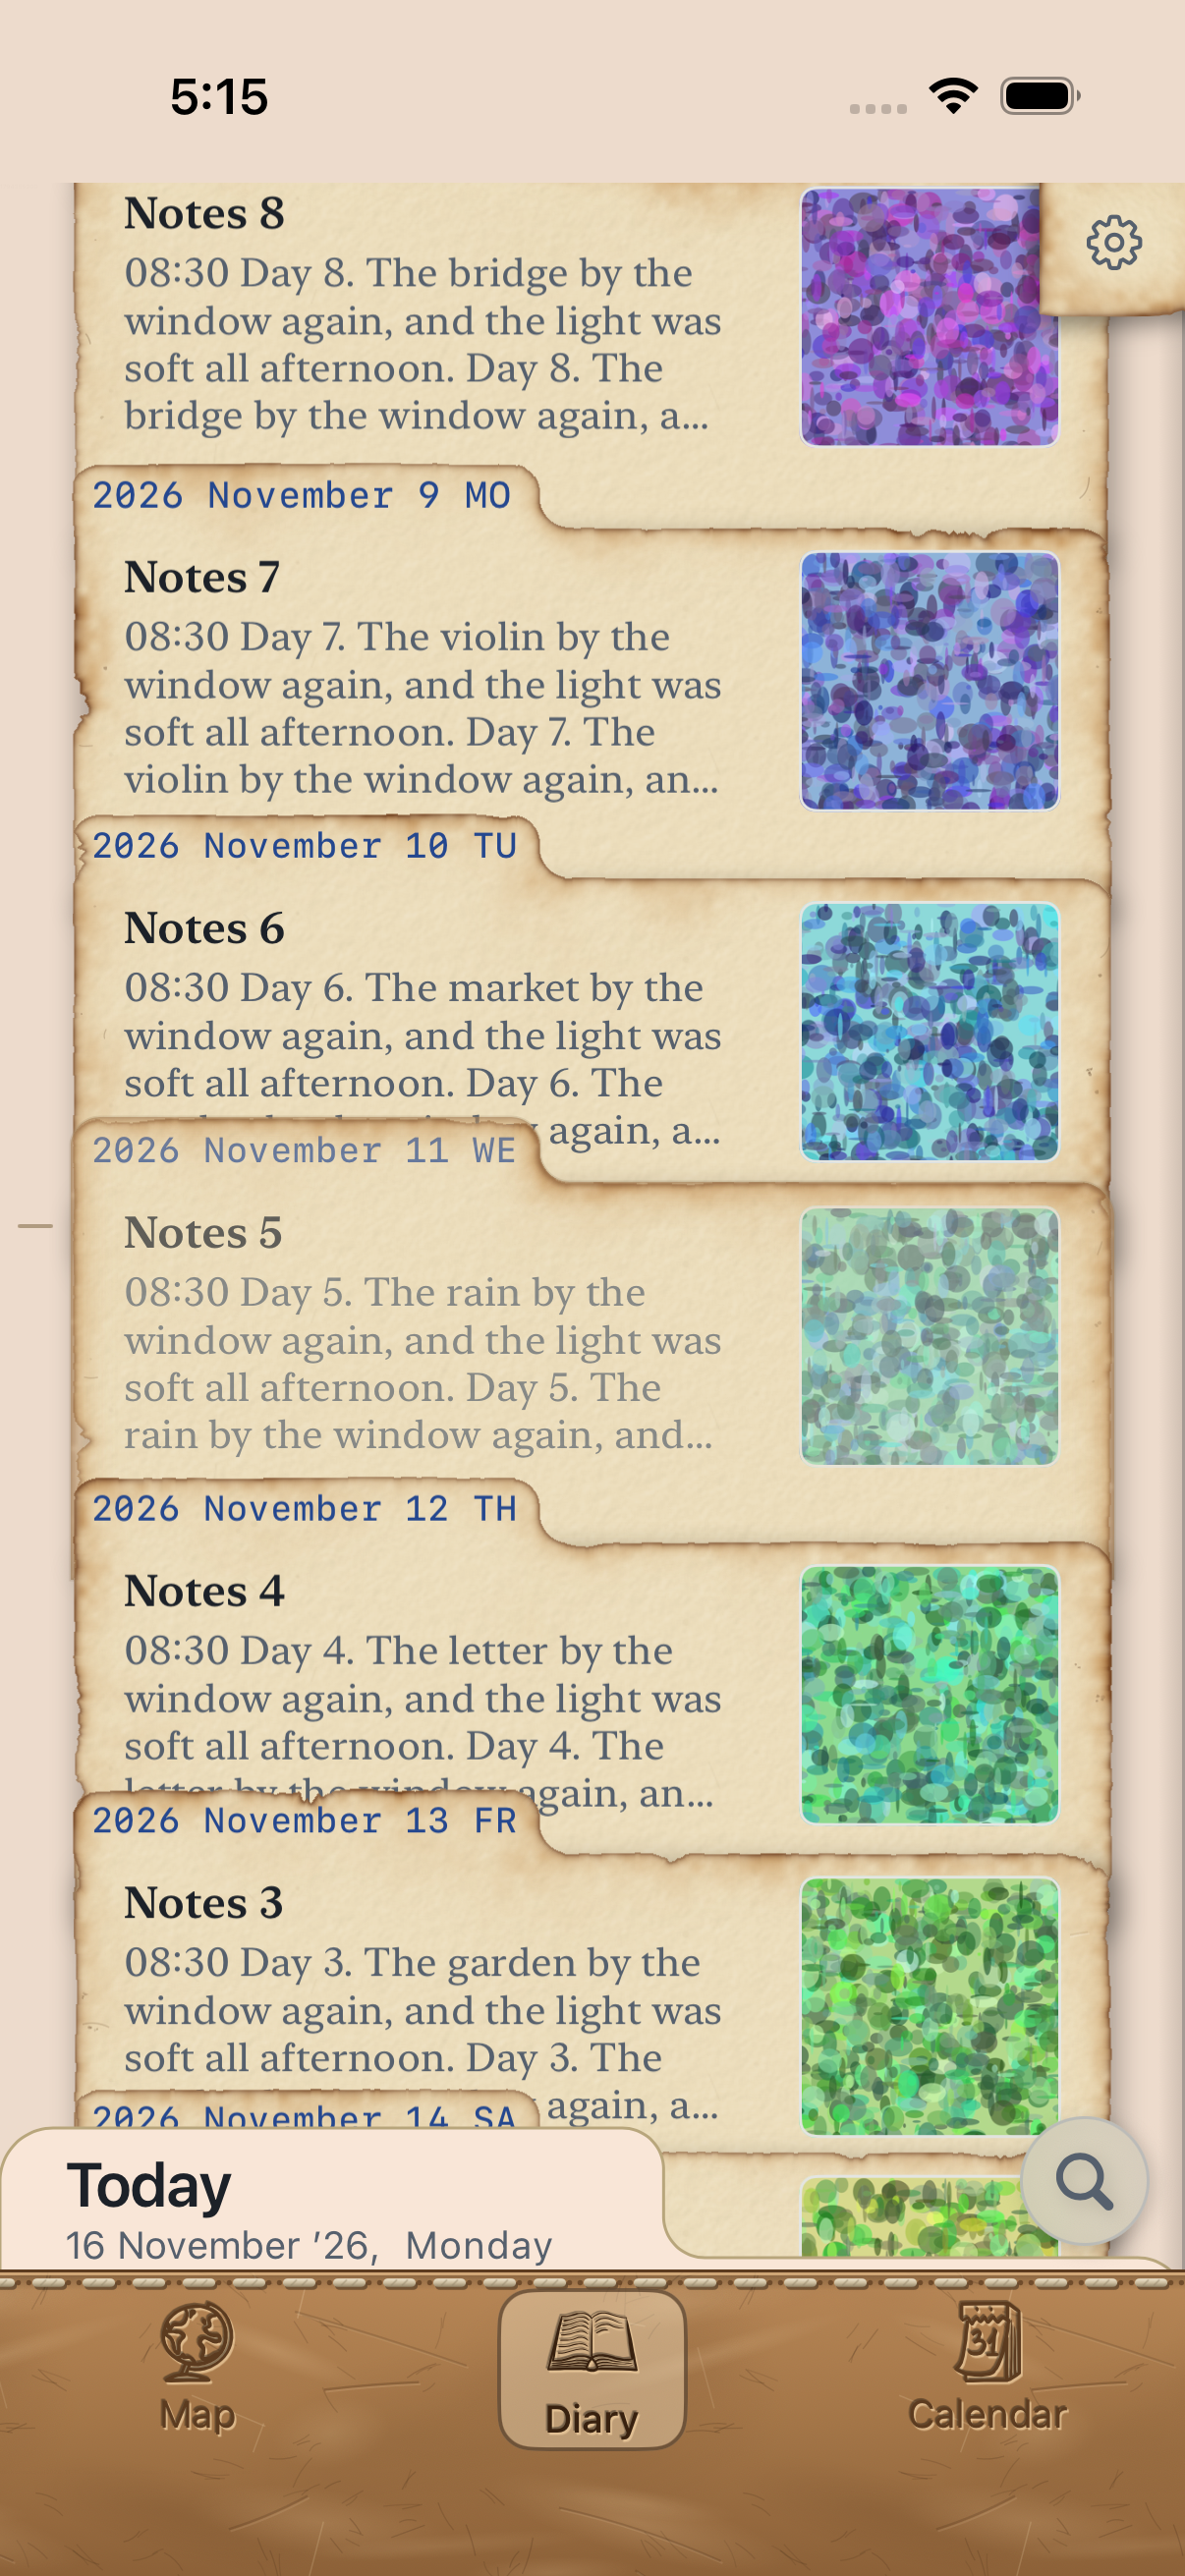 5:15
Notes 8
08:30 Day 8. The bridge by the
window again, and the light was
soft all afternoon. Day 8. The
bridge by the window again, a...
2026 November 9 MO
Notes 7
08:30 Day 7. The violin by the
window again, and the light was
soft all afternoon. Day 7. The
violin by the window again, an...
2026 November 10 TU
Notes 6
08:30 Day 6. The market by the
window again, and the light was
soft all afternoon. Day 6. The
again, a...
2026 November 11 WE
Notes 5
08:30 Day 5. The rain by the
window again, and the light was
soft all afternoon. Day 5. The
rain by the window again, and...
2026 November 12 TH
Notes 4
08:30 Day 4. The letter by the
window again, and the light was
soft all afternoon. Day 4. The
letter by the window again, an...
2026 November 13 FR
Notes 3
08:30 Day 3. The garden by the
window again, and the light was
soft all afternoon. Day 3. The
again, a...
2026 November 14 SA
Today
16 November ’26, Monday
Map
Diary
31
Calendar